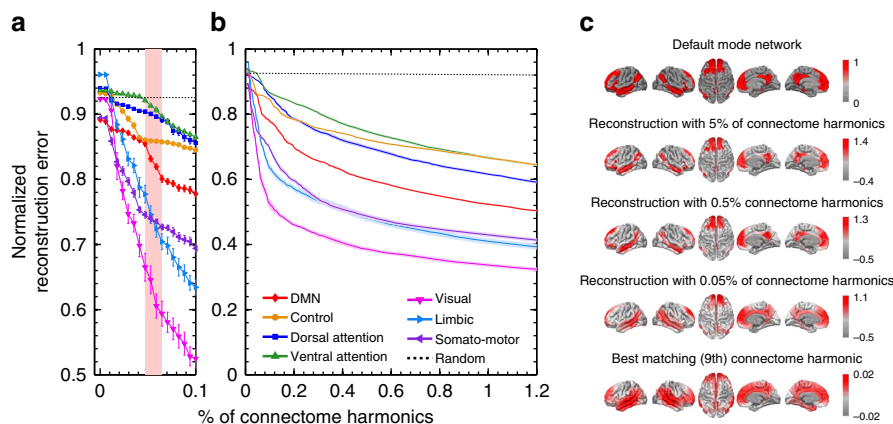 a
b
c
Normalized
reconstruction error
1
0.9
0.8
0.7
0.6
0.5
0
0.1
1
0.8
0.6
0.4
0.2
0
0
0.2
0.4
0.6
0.8
1
1.2
DMN
Control
Dorsal attention
Ventral attention
Visual
Limbic
Somato-motor
Random
% of connectome harmonics
Default mode network
1
0
Reconstruction with 5% of connectome harmonics
1.4
−0.4
Reconstruction with 0.5% connectome harmonics
1.3
−0.5
Reconstruction with 0.05% of connectome harmonics
1.1
−0.5
Best matching (9th) connectome harmonic
0.02
−0.02